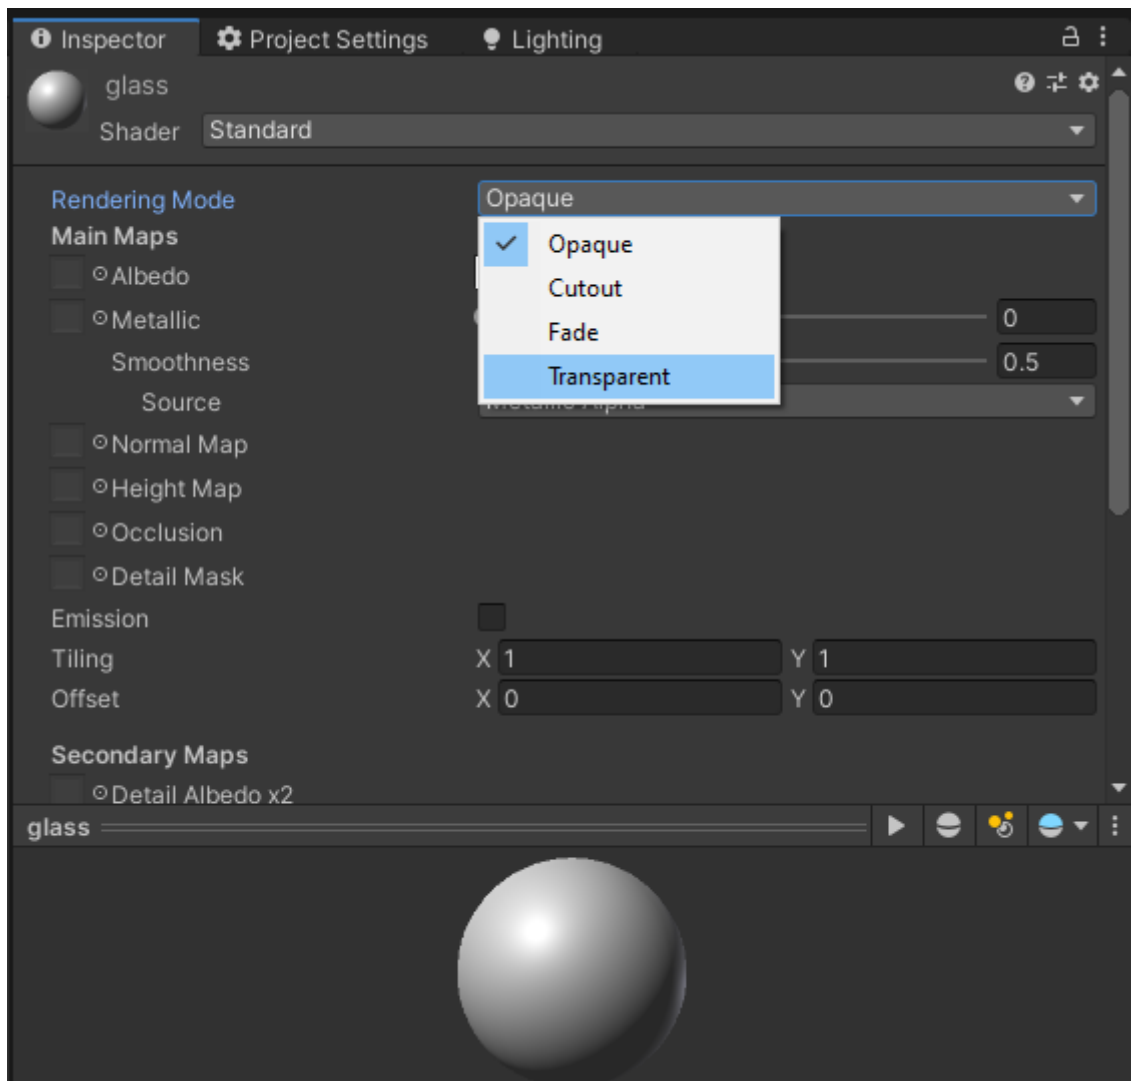 Inspector Project Settings Lighting
glass
Shader Standard
Rendering Mode Opaque
Main Maps
Opaque
Albedo
Cutout
Metallic 0
Fade
Smoothness 0.5
Transparent
Source Metallic Alpha
Normal Map
Height Map
Occlusion
Detail Mask
Emission
Tiling X 1 Y 1
Offset X 0 Y 0
Secondary Maps
Detail Albedo x2
glass